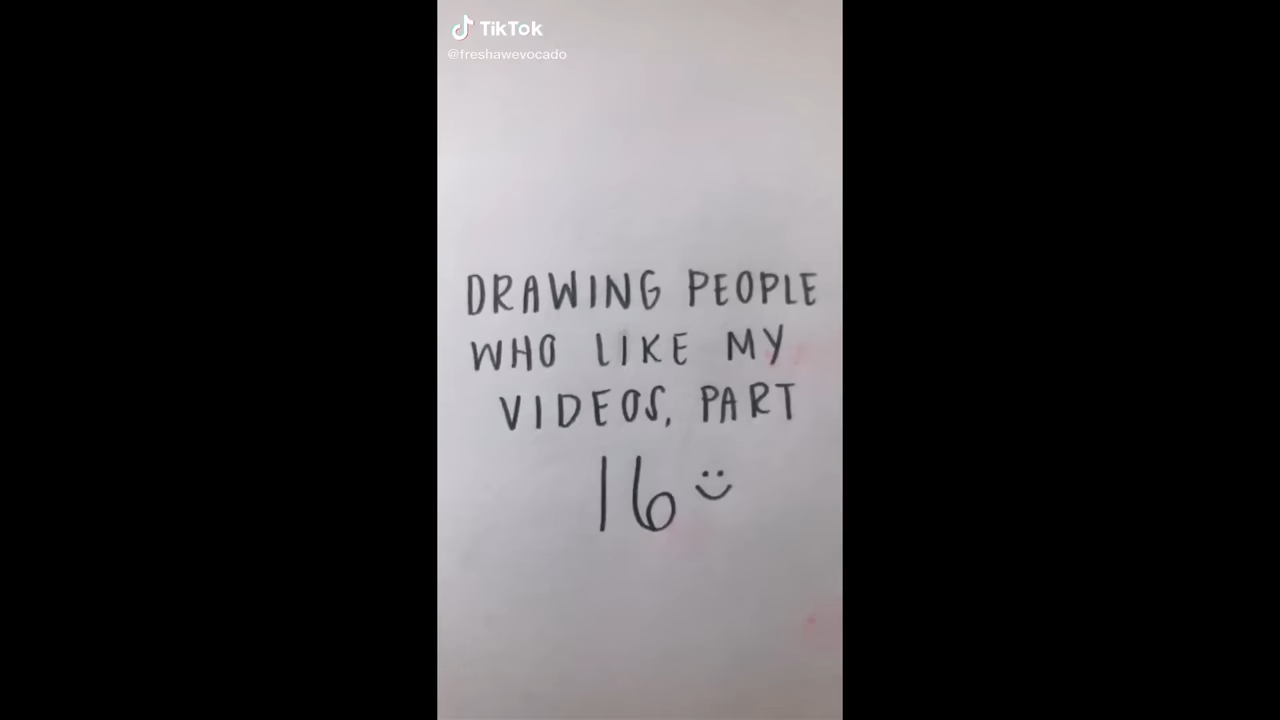 TikTok
@freshawevocado
DRAWING PEOPLE
WHO LIKE MY
VIDEOS, PART
16